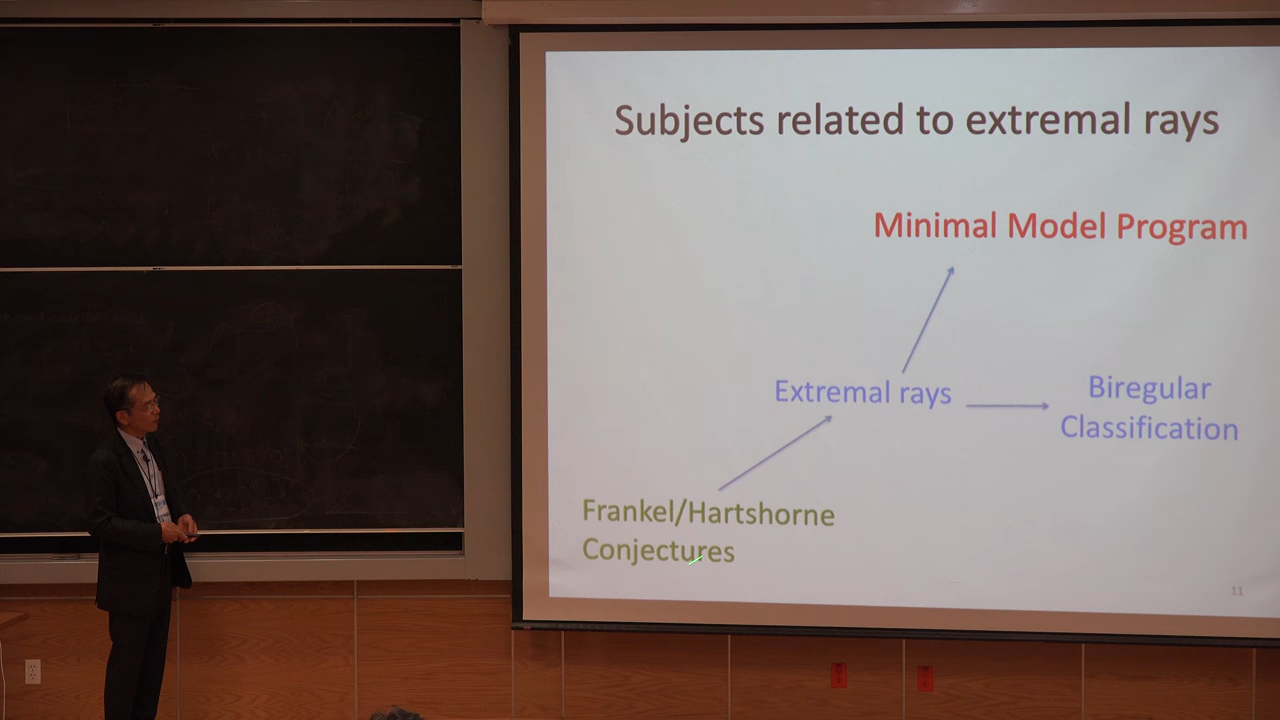 Subjects related to extremal rays
Minimal Model Program
Extremal rays
Biregular
Classification
Frankel/Hartshorne
Conjectures
11